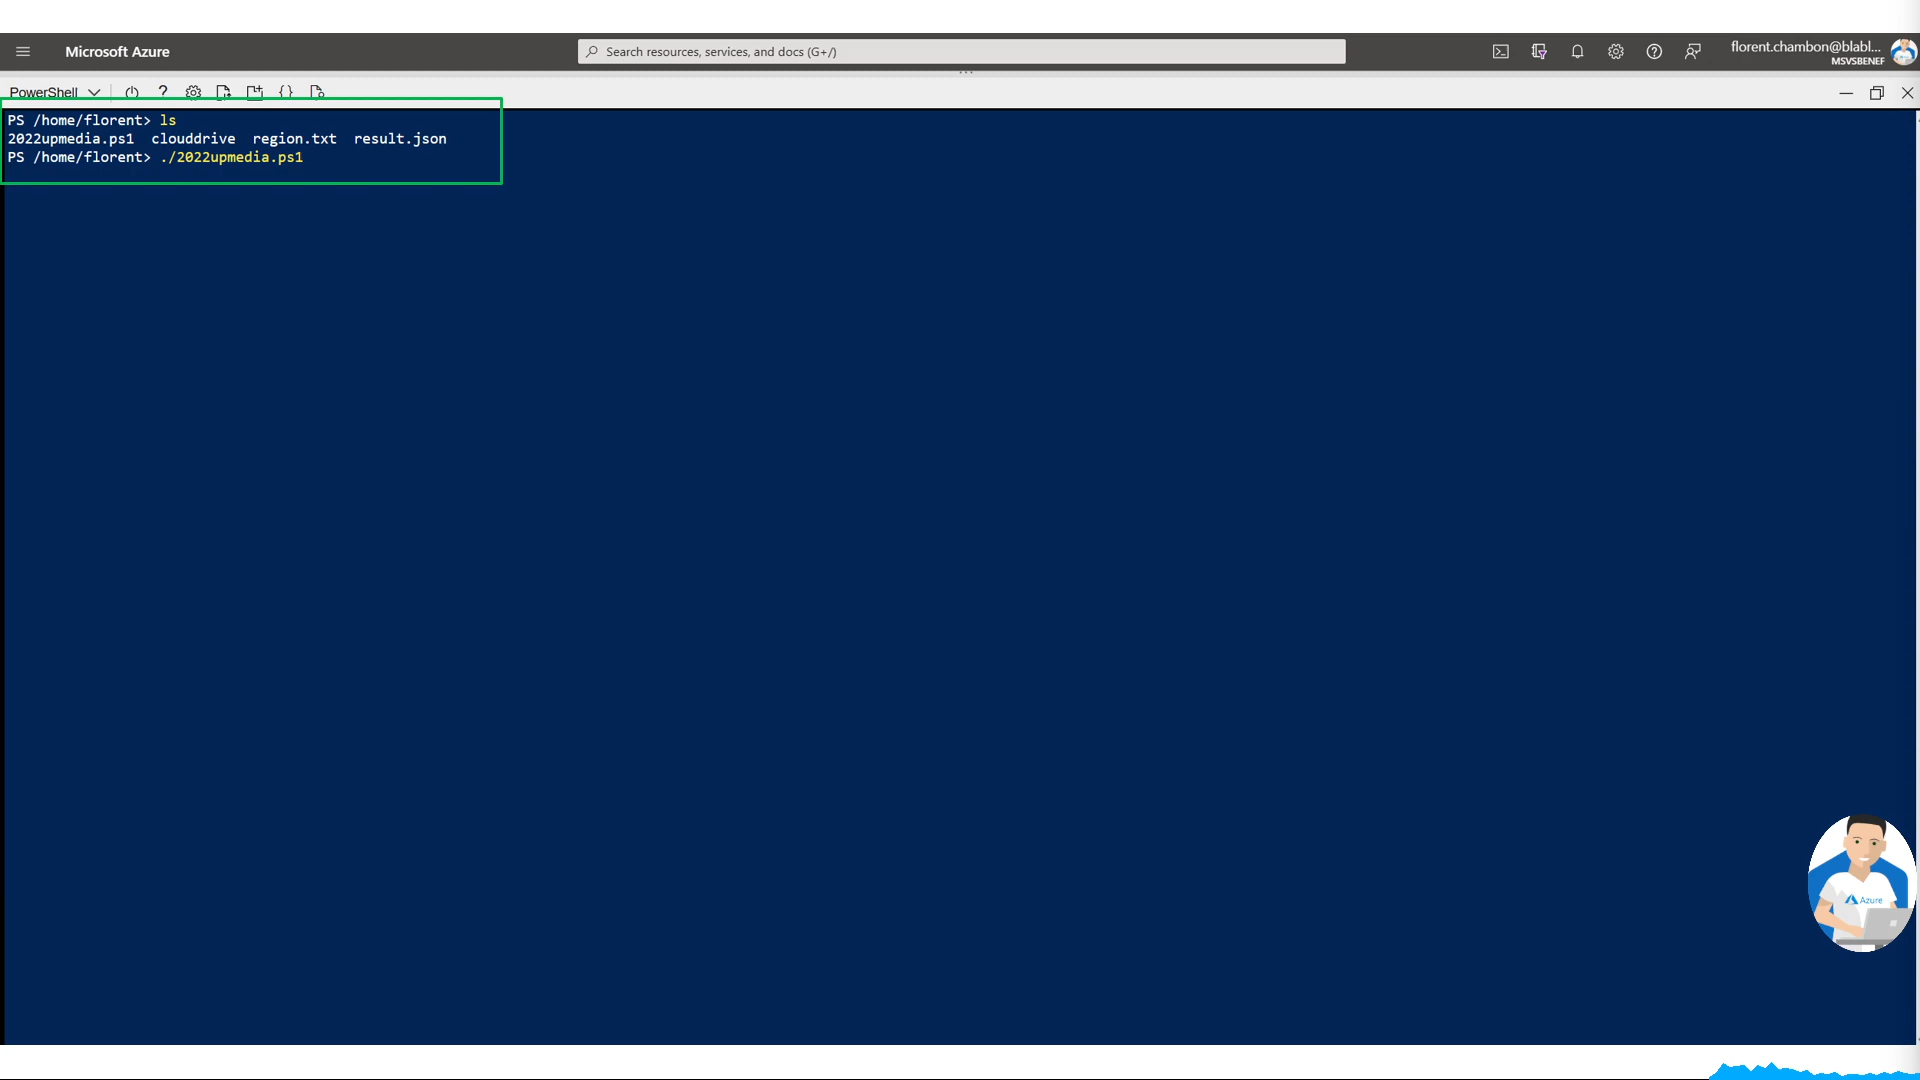 Microsoft Azure
Search resources, services, and docs (G+/)
florent.chambon@blabl...
MSVSBENEF
PowerShell
PS /home/florent> ls
2022upmedia.ps1 clouddrive region.txt result.json
PS /home/florent> ./2022upmedia.ps1
Azure